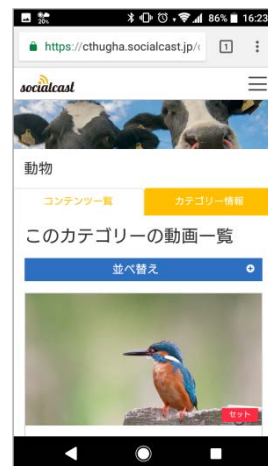 20%
86% 16:23
https://cthugha.socialcast.jp/
1
socialcast
動物
コンテンツ一覧 カテゴリー情報
このカテゴリーの動画一覧
並べ替え
セット